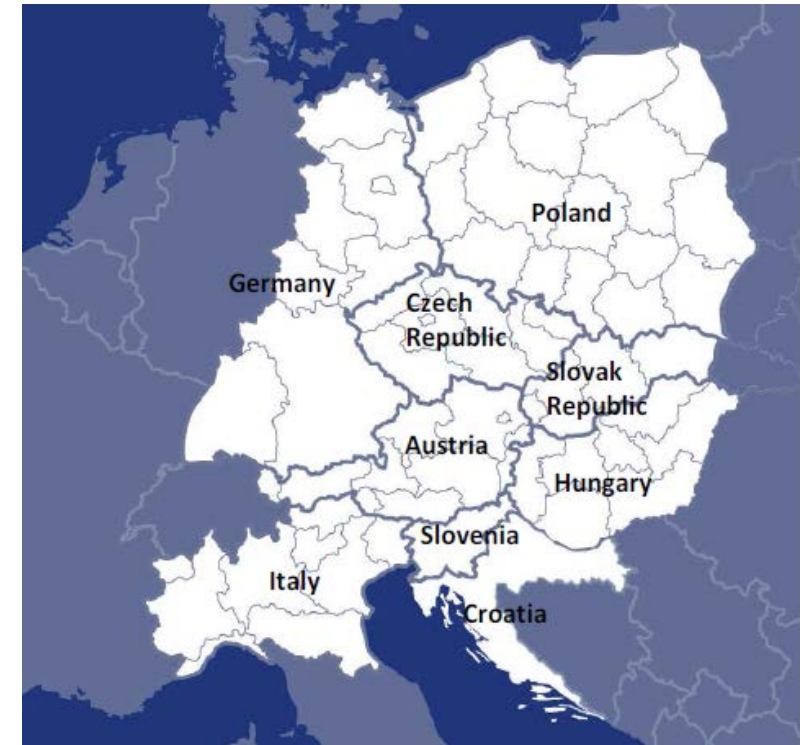 Poland
Germany
Czech
Republic
Slovak
Republic
Austria
Hungary
Slovenia
Italy
Croatia